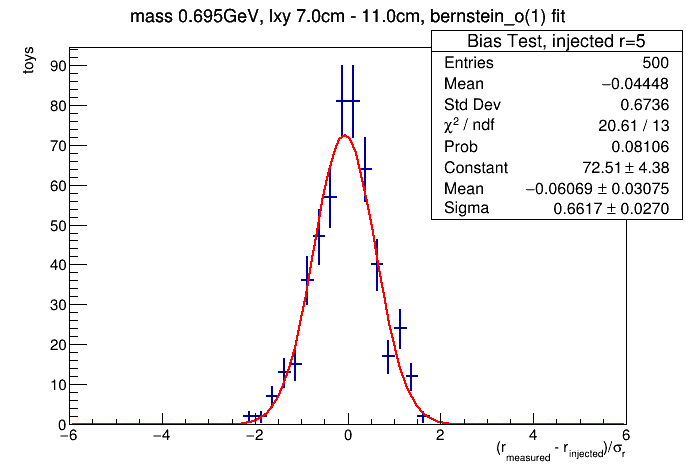 mass 0.695GeV, lxy 7.0cm - 11.0cm, bernstein_o(1) fit
Bias Test, injected r=5
Entries 500
Mean −0.04448
Std Dev 0.6736
χ² / ndf 20.61 / 13
Prob 0.08106
Constant 72.51 ± 4.38
Mean −0.06069 ± 0.03075
Sigma 0.6617 ± 0.0270
toys
90
80
70
60
50
40
30
20
10
0
−6 −4 −2 0 2 4 6
(r_measured - r_injected)/σ_r